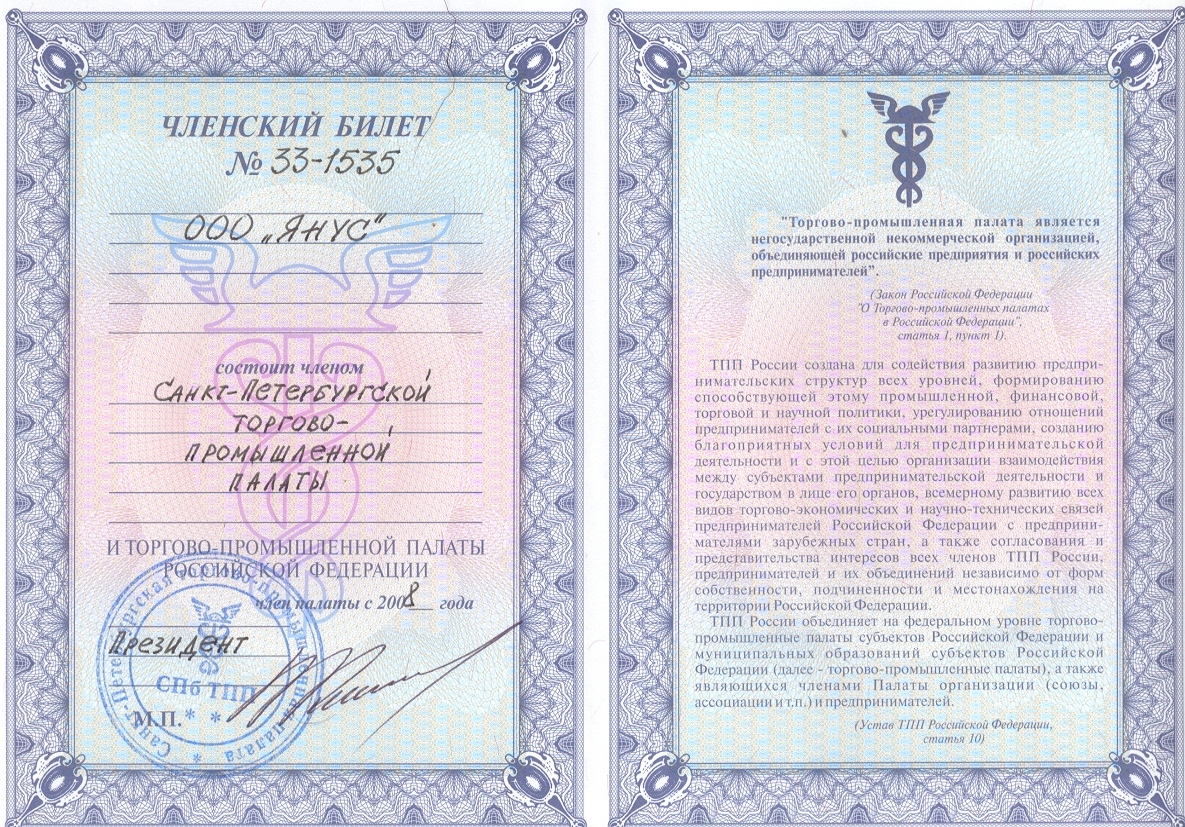 ЧЛЕНСКИЙ БИЛЕТ
№ 33-1535
ООО „ЯНУС"
состоит членом
САНКТ-ПЕТЕРБУРГСКОЙ
ТОРГОВО-
ПРОМЫШЛЕННОЙ
ПАЛАТЫ
И ТОРГОВО-ПРОМЫШЛЕННОЙ ПАЛАТЫ
РОССИЙСКОЙ ФЕДЕРАЦИИ
член палаты с 2008 года
Президент
СПб ТПП
М.П.
Санкт-Петербургская торгово-промышленная палата
"Торгово-промышленная палата является
негосударственной некоммерческой организацией,
объединяющей российские предприятия и российских
предпринимателей".
(Закон Российской Федерации
"О Торгово-промышленных палатах
в Российской Федерации",
статья 1, пункт 1).
ТПП России создана для содействия развитию предпри-
нимательских структур всех уровней, формированию
способствующей этому промышленной, финансовой,
торговой и научной политики, урегулированию отношений
предпринимателей с их социальными партнерами, созданию
благоприятных условий для предпринимательской
деятельности и с этой целью организации взаимодействия
между субъектами предпринимательской деятельности и
государством в лице его органов, всемерному развитию всех
видов торгово-экономических и научно-технических связей
предпринимателей Российской Федерации с предприни-
мателями зарубежных стран, а также согласования и
представительства интересов всех членов ТПП России,
предпринимателей и их объединений независимо от форм
собственности, подчиненности и местонахождения на
территории Российской Федерации.
ТПП России объединяет на федеральном уровне торгово-
промышленные палаты субъектов Российской Федерации и
муниципальных образований субъектов Российской
Федерации (далее - торгово-промышленные палаты), а также
являющихся членами Палаты организации (союзы,
ассоциации и т.п.) и предпринимателей.
(Устав ТПП Российской Федерации,
статья 10)